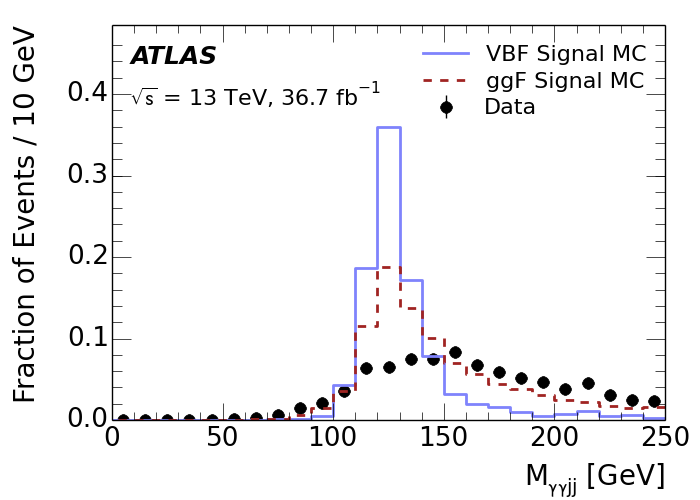 ATLAS
√s = 13 TeV, 36.7 fb⁻¹
VBF Signal MC
ggF Signal MC
Data
Fraction of Events / 10 GeV
0.4
0.3
0.2
0.1
0.0
0 50 100 150 200 250
Mγγjj [GeV]